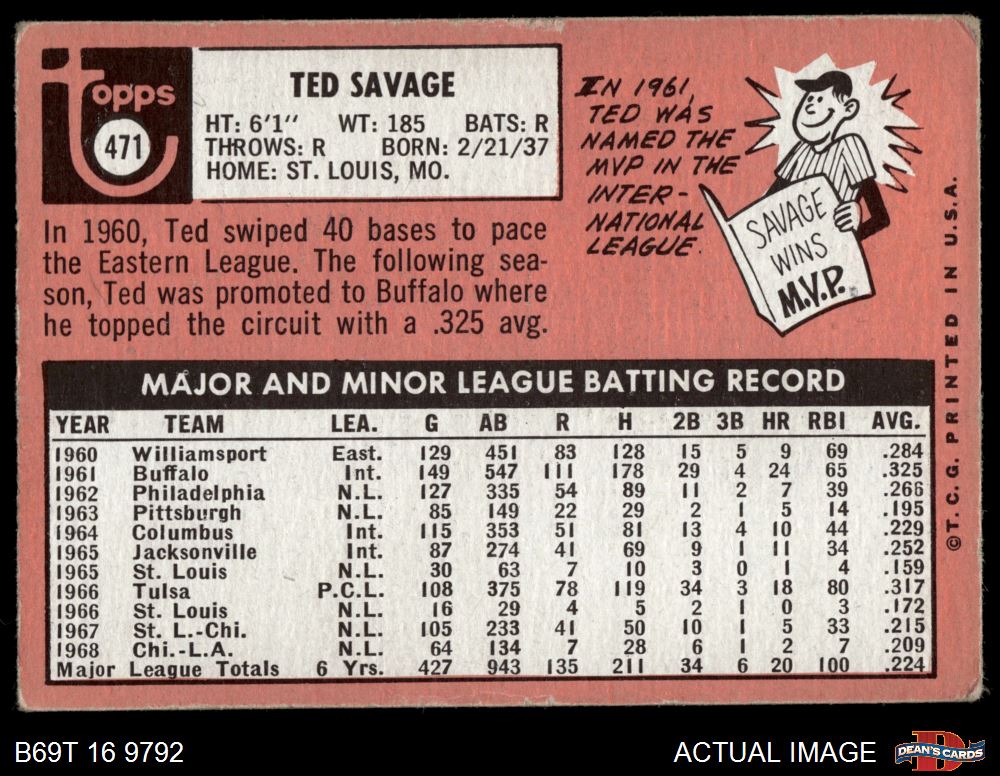 Topps
471
TED SAVAGE
HT: 6'1" WT: 185 BATS: R
THROWS: R BORN: 2/21/37
HOME: ST. LOUIS, MO.
In 1960, Ted swiped 40 bases to pace
the Eastern League. The following sea-
son, Ted was promoted to Buffalo where
he topped the circuit with a .325 avg.
IN 1961,
TED WAS
NAMED THE
MVP IN THE
INTER-
NATIONAL
LEAGUE.
SAVAGE
WINS
M.V.P.
©T. C. G. PRINTED IN U.S.A.
MAJOR AND MINOR LEAGUE BATTING RECORD
YEAR TEAM LEA. G AB R H 2B 3B HR RBI AVG.
1960 Williamsport East. 129 451 83 128 15 5 9 69 .284
1961 Buffalo Int. 149 547 111 178 29 4 24 65 .325
1962 Philadelphia N.L. 127 335 54 89 11 2 7 39 .266
1963 Pittsburgh N.L. 85 149 22 29 2 1 5 14 .195
1964 Columbus Int. 115 353 51 81 13 4 10 44 .229
1965 Jacksonville Int. 87 274 41 69 9 1 11 34 .252
1965 St. Louis N.L. 30 63 7 10 3 0 1 4 .159
1966 Tulsa P.C.L. 108 375 78 119 34 3 18 80 .317
1966 St. Louis N.L. 16 29 4 5 2 1 0 3 .172
1967 St. L.-Chi. N.L. 105 233 41 50 10 1 5 33 .215
1968 Chi.-L.A. N.L. 64 134 7 28 6 1 2 7 .209
Major League Totals 6 Yrs. 427 943 135 211 34 6 20 100 .224
B69T 16 9792
ACTUAL IMAGE
DEAN'S CARDS